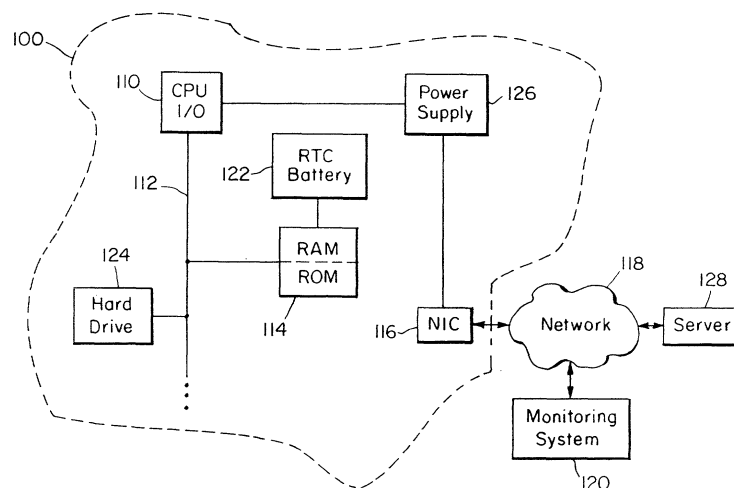 100
110
CPU
I/O
Power
Supply
126
122
RTC
Battery
112
RAM
ROM
114
124
Hard
Drive
116
NIC
118
Network
128
Server
Monitoring
System
120